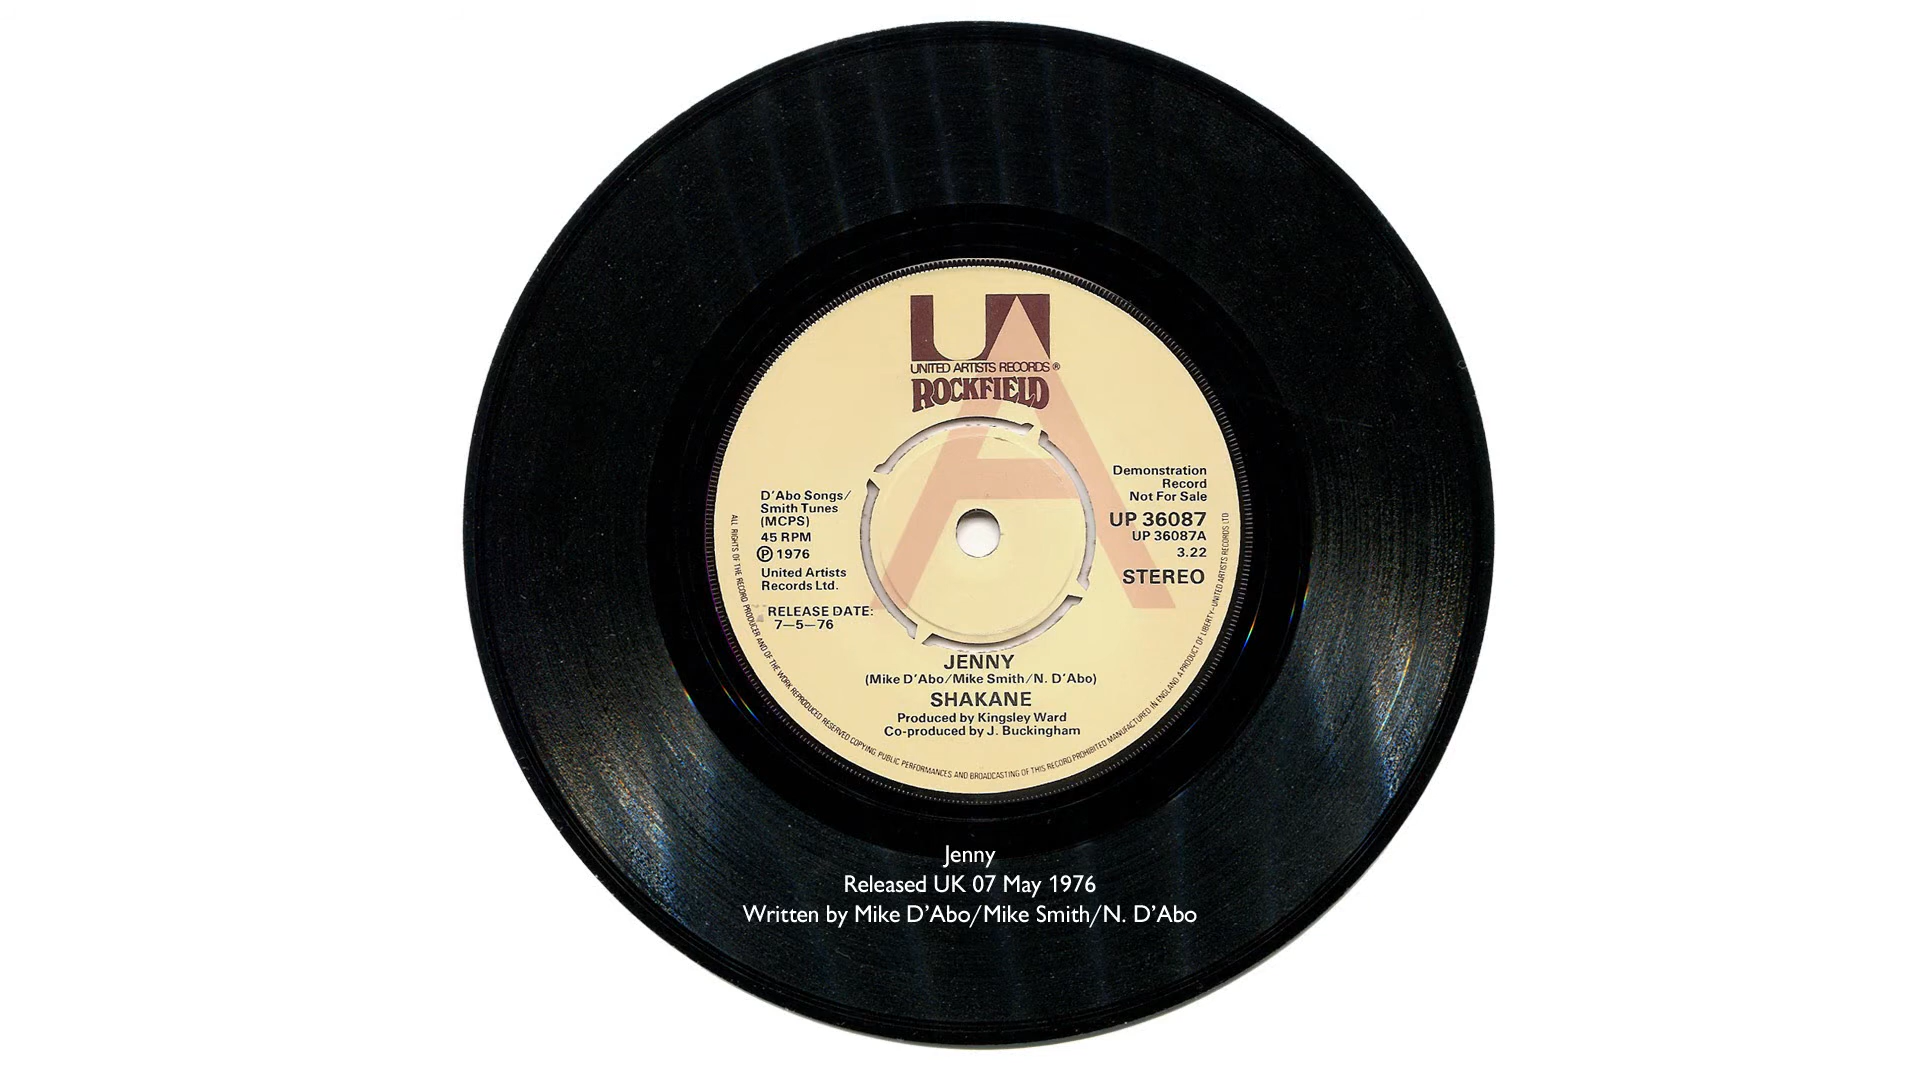 UA
UNITED ARTISTS RECORDS ®
ROCKFIELD
A
Demonstration
Record
Not For Sale
UP 36087
UP 36087A
3.22
STEREO
D'Abo Songs/
Smith Tunes
(MCPS)
45 RPM
℗ 1976
United Artists
Records Ltd.
RELEASE DATE:
7—5—76
JENNY
(Mike D'Abo/Mike Smith/N. D'Abo)
SHAKANE
Produced by Kingsley Ward
Co-produced by J. Buckingham
ALL RIGHTS OF THE RECORD PRODUCER AND OF THE WORK REPRODUCED RESERVED COPYING PUBLIC PERFORMANCES AND BROADCASTING OF THIS RECORD PROHIBITED MANUFACTURED IN ENGLAND A PRODUCT OF LIBERTY—UNITED ARTISTS RECORDS LTD
Jenny
Released UK 07 May 1976
Written by Mike D’Abo/Mike Smith/N. D’Abo